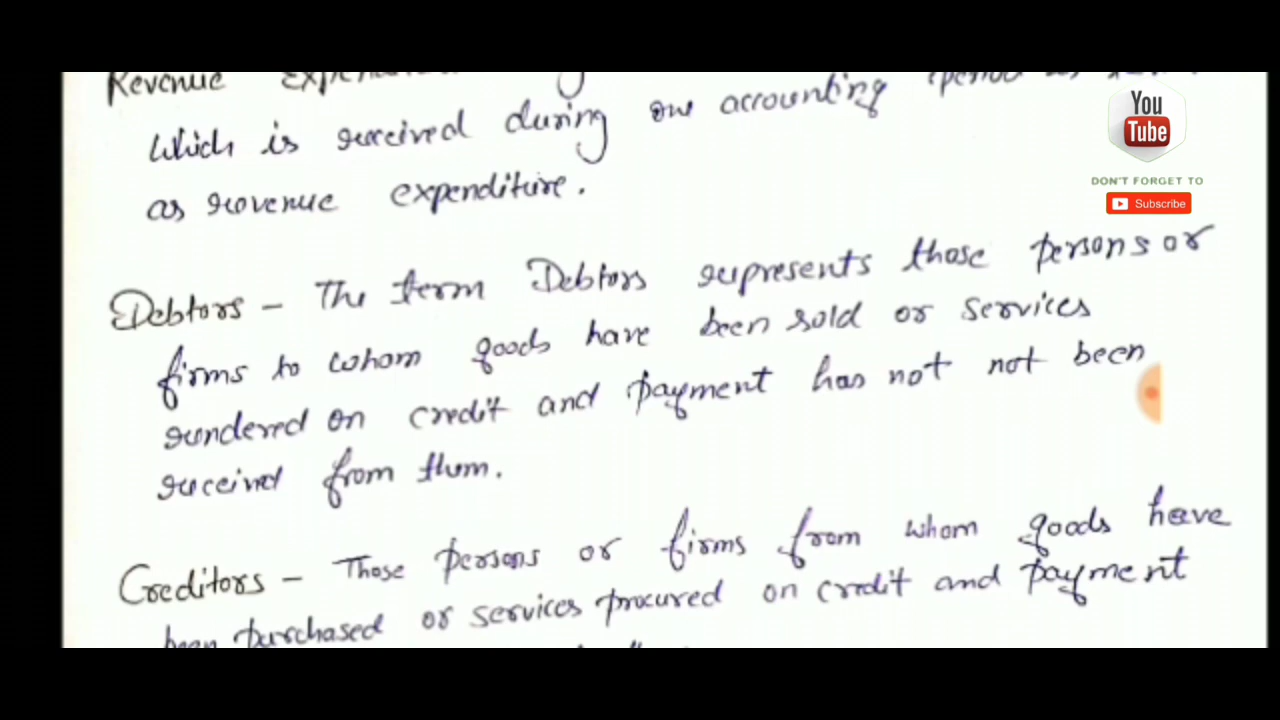 Revenue
which is received during one accounting
as revenue expenditure.
Debtors - The term Debtors represents those persons or
firms to whom goods have been sold or services
rendered on credit and payment has not not been
received from them.
Creditors - Those persons or firms from whom goods have
been purchased or services procured on credit and payment
You
Tube
DON'T FORGET TO
Subscribe